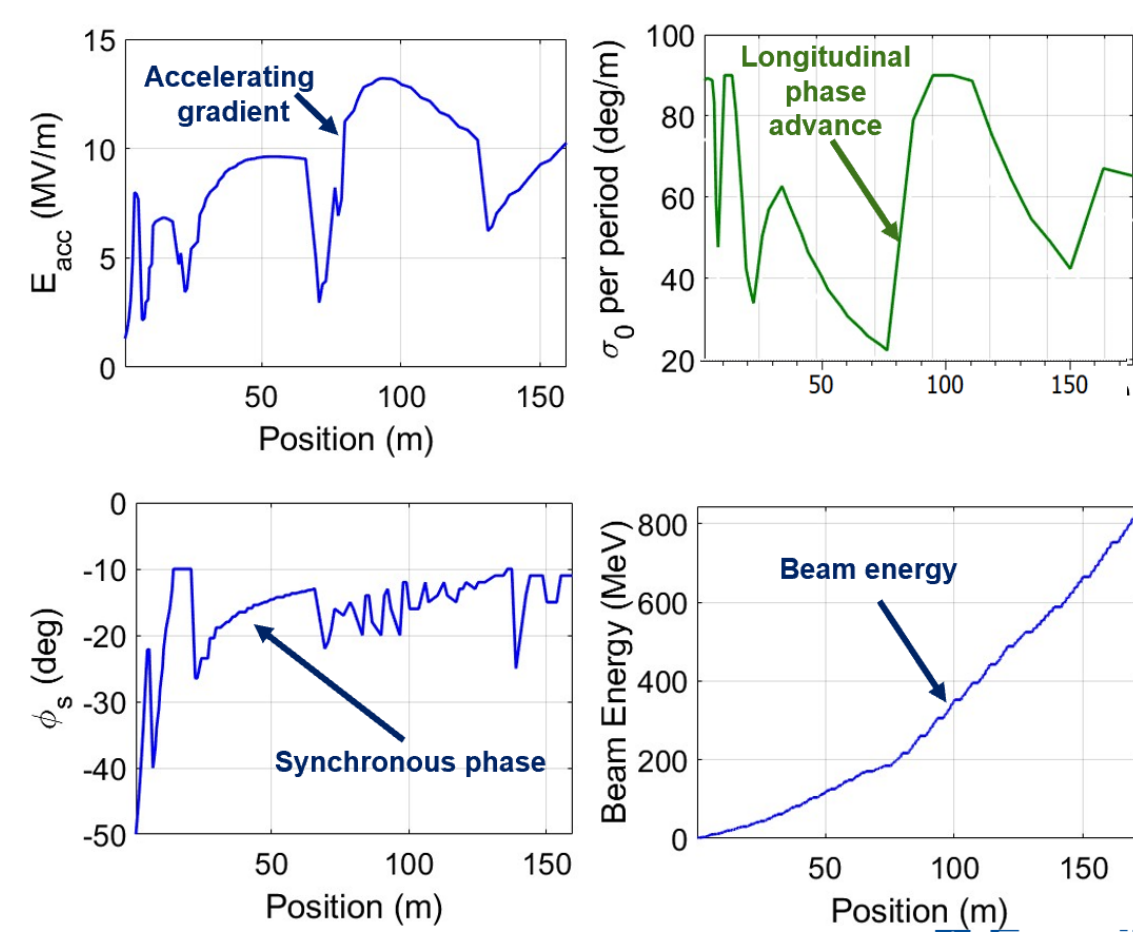 15
10
5
0
E_acc (MV/m)
Accelerating
gradient
50
100
150
Position (m)
100
80
60
40
20
σ_0 per period (deg/m)
Longitudinal
phase
advance
50
100
150
0
-10
-20
-30
-40
-50
ϕ_s (deg)
Synchronous phase
50
100
150
Position (m)
800
600
400
200
0
Beam Energy (MeV)
Beam energy
50
100
150
Position (m)